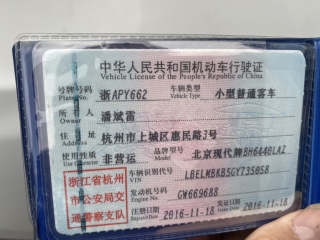 中华人民共和国机动车行驶证
Vehicle License of the People's Republic of China
号牌号码 浙APY662 车辆类型 小型普通客车
Plate No. Vehicle Type
所有人 潘斌雷
Owner
住址 杭州市上城区惠民路3号
Address
使用性质 非营运 品牌型号 北京现代牌BH6440LAZ
Use Character Model
浙江省杭州
市公安局交
通警察支队
车辆识别代号 LBELMBKB5GY735058
VIN
发动机号码 GW669688
Engine No.
注册日期 2016-11-18 发证日期 2016-11-18
Register Date Issue Date